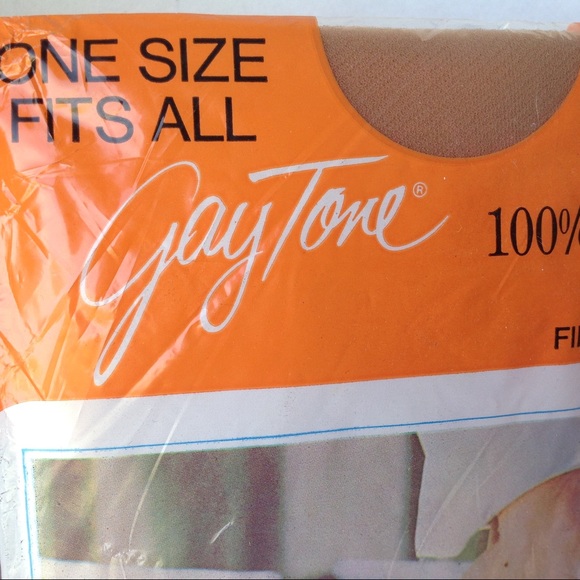 ONE SIZE
FITS ALL
GayTone®
100%